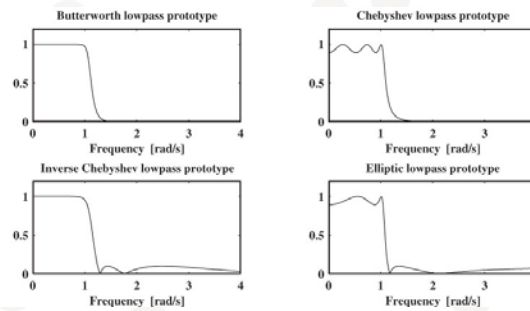 Butterworth lowpass prototype
1
0.5
0
0 1 2 3 4
Frequency [rad/s]
Chebyshev lowpass prototype
1
0.5
0
0 1 2 3
Frequency [rad/s]
Inverse Chebyshev lowpass prototype
1
0.5
0
0 1 2 3 4
Frequency [rad/s]
Elliptic lowpass prototype
1
0.5
0
0 1 2 3
Frequency [rad/s]